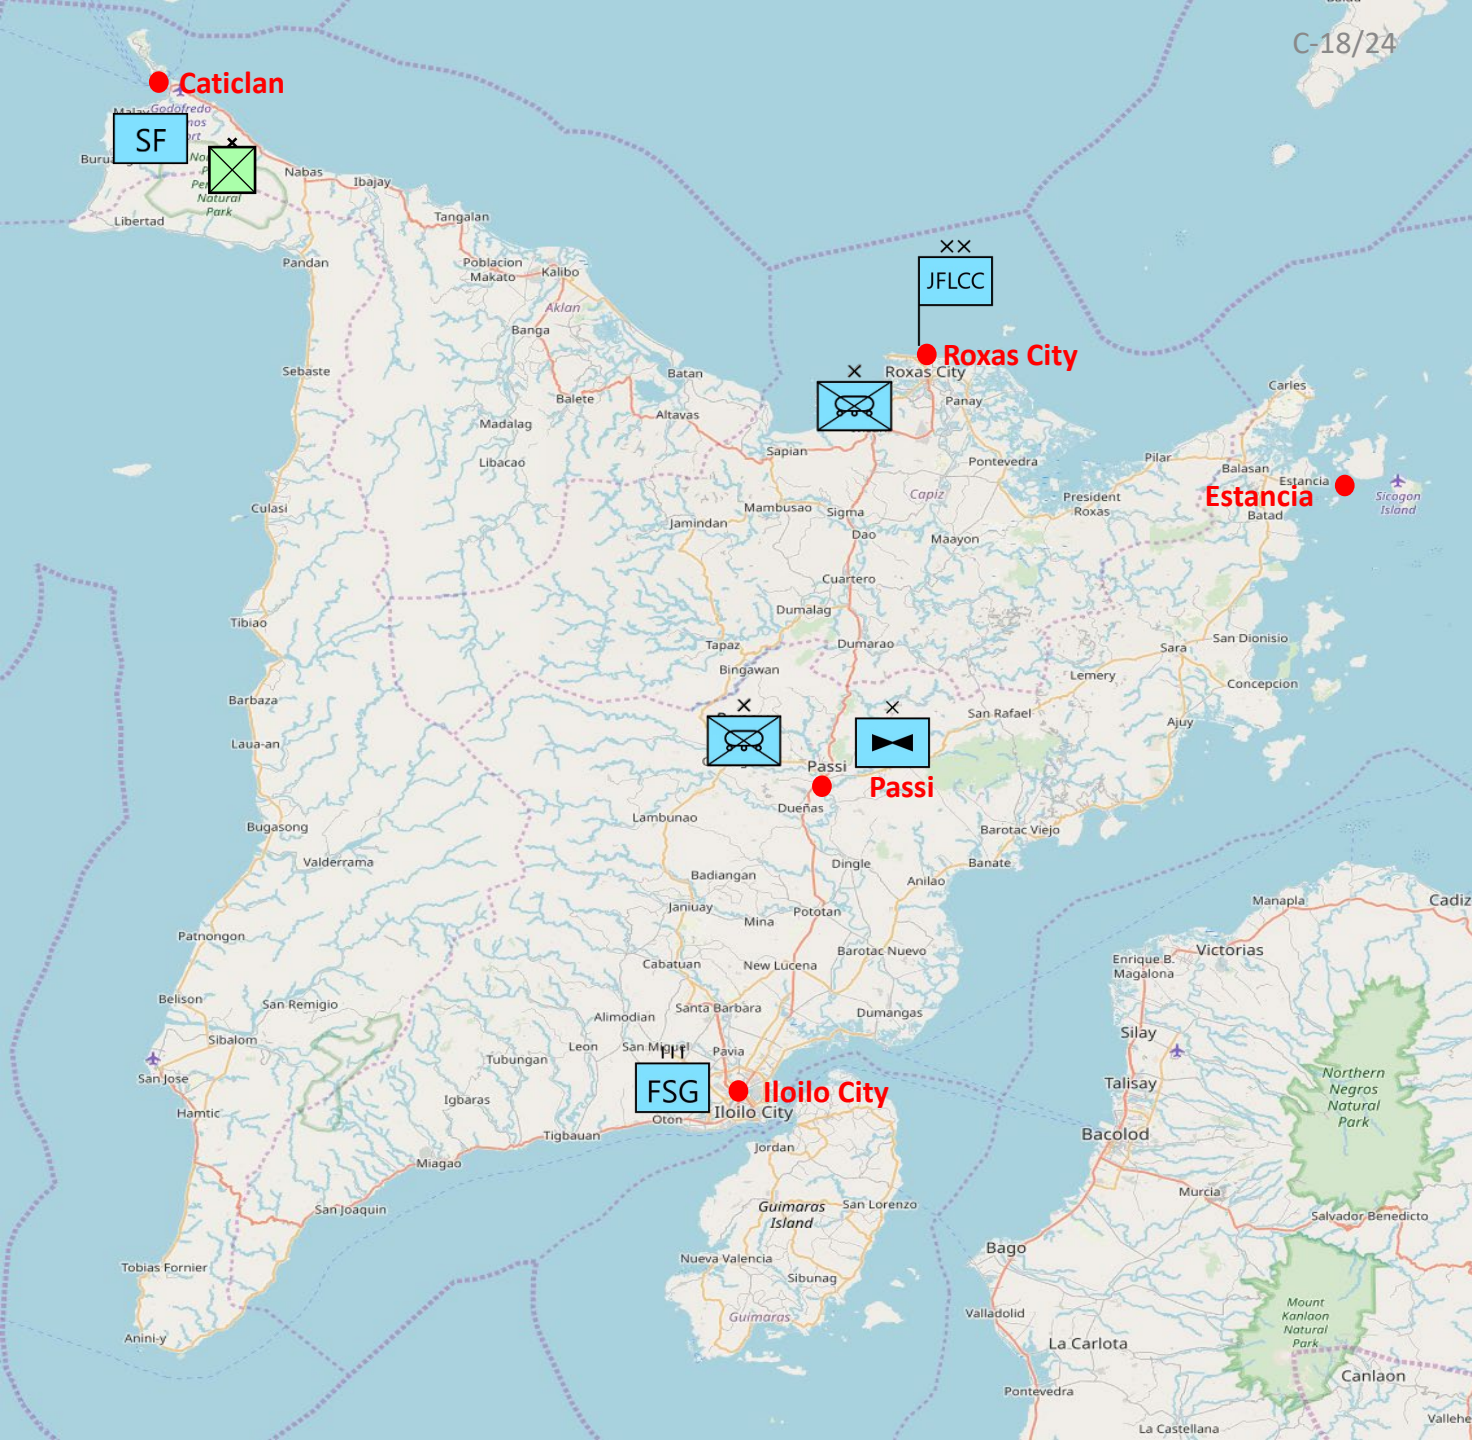 C-18/24
Caticlan
Godofredo
SF
Nabas
Ibajay
Natural
Park
Libertad
Tangalan
Pandan
Poblacion
Makato
Kalibo
Aklan
JFLCC
Banga
Roxas City
Roxas City
Sebaste
Batan
Carles
Balete
Panay
Altavas
Madalag
Sapian
Pilar
Libacao
Pontevedra
Balasan
Estancia
Estancia
Capiz
President
Roxas
Sicogon
Island
Culasi
Mambusao
Sigma
Batad
Jamindan
Dao
Maayon
Cuartero
Dumalag
Tibiao
San Dionisio
Tapaz
Dumarao
Sara
Bingawan
Lemery
Concepcion
Barbaza
San Rafael
Ajuy
Laua-an
Passi
Passi
Dueñas
Lambunao
Bugasong
Barotac Viejo
Valderrama
Dingle
Banate
Badiangan
Anilao
Janiuay
Mina
Pototan
Manapla
Cadiz
Patnongon
Barotac Nuevo
Victorias
Cabatuan
New Lucena
Enrique B.
Magalona
Belison
San Remigio
Santa Barbara
Alimodian
Dumangas
Silay
Sibalom
Leon
San Miguel
Pavia
Tubungan
San Jose
FSG
Iloilo City
Iloilo City
Talisay
Northern
Negros
Natural
Park
Igbaras
Hamtic
Oton
Tigbauan
Bacolod
Jordan
Miagao
Murcia
San Joaquin
Guimaras
Island
San Lorenzo
Salvador Benedicto
Bago
Nueva Valencia
Tobias Fornier
Sibunag
Guimaras
Valladolid
Mount
Kanlaon
Natural
Park
Anini-y
La Carlota
Canlaon
Pontevedra
Vallehe
La Castellana